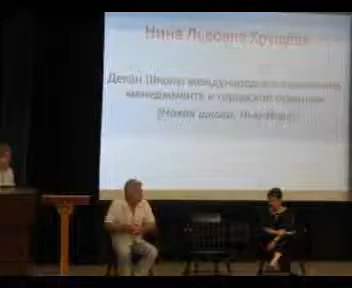 Нина Львовна Хрущева
Декан Школы международных отношений,
менеджмента и городской политики
(Новая школа, Нью-Йорк)